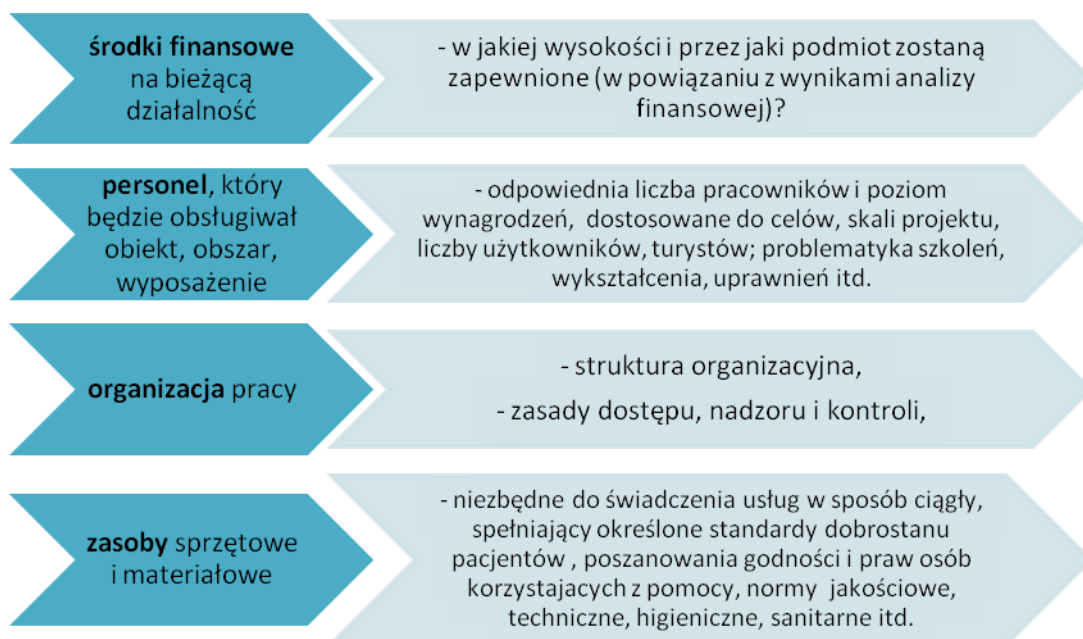 środki finansowe
na bieżącą
działalność
- w jakiej wysokości i przez jaki podmiot zostaną
zapewnione (w powiązaniu z wynikami analizy
finansowej)?
personel, który
będzie obsługiwał
obiekt, obszar,
wyposażenie
- odpowiednia liczba pracowników i poziom
wynagrodzeń, dostosowane do celów, skali projektu,
liczby użytkowników, turystów; problematyka szkoleń,
wykształcenia, uprawnień itd.
organizacja pracy
- struktura organizacyjna,
- zasady dostępu, nadzoru i kontroli,
zasoby sprzętowe
i materiałowe
- niezbędne do świadczenia usług w sposób ciągły,
spełniający określone standardy dobrostanu
pacjentów , poszanowania godności i praw osób
korzystajacych z pomocy, normy jakościowe,
techniczne, higieniczne, sanitarne itd.